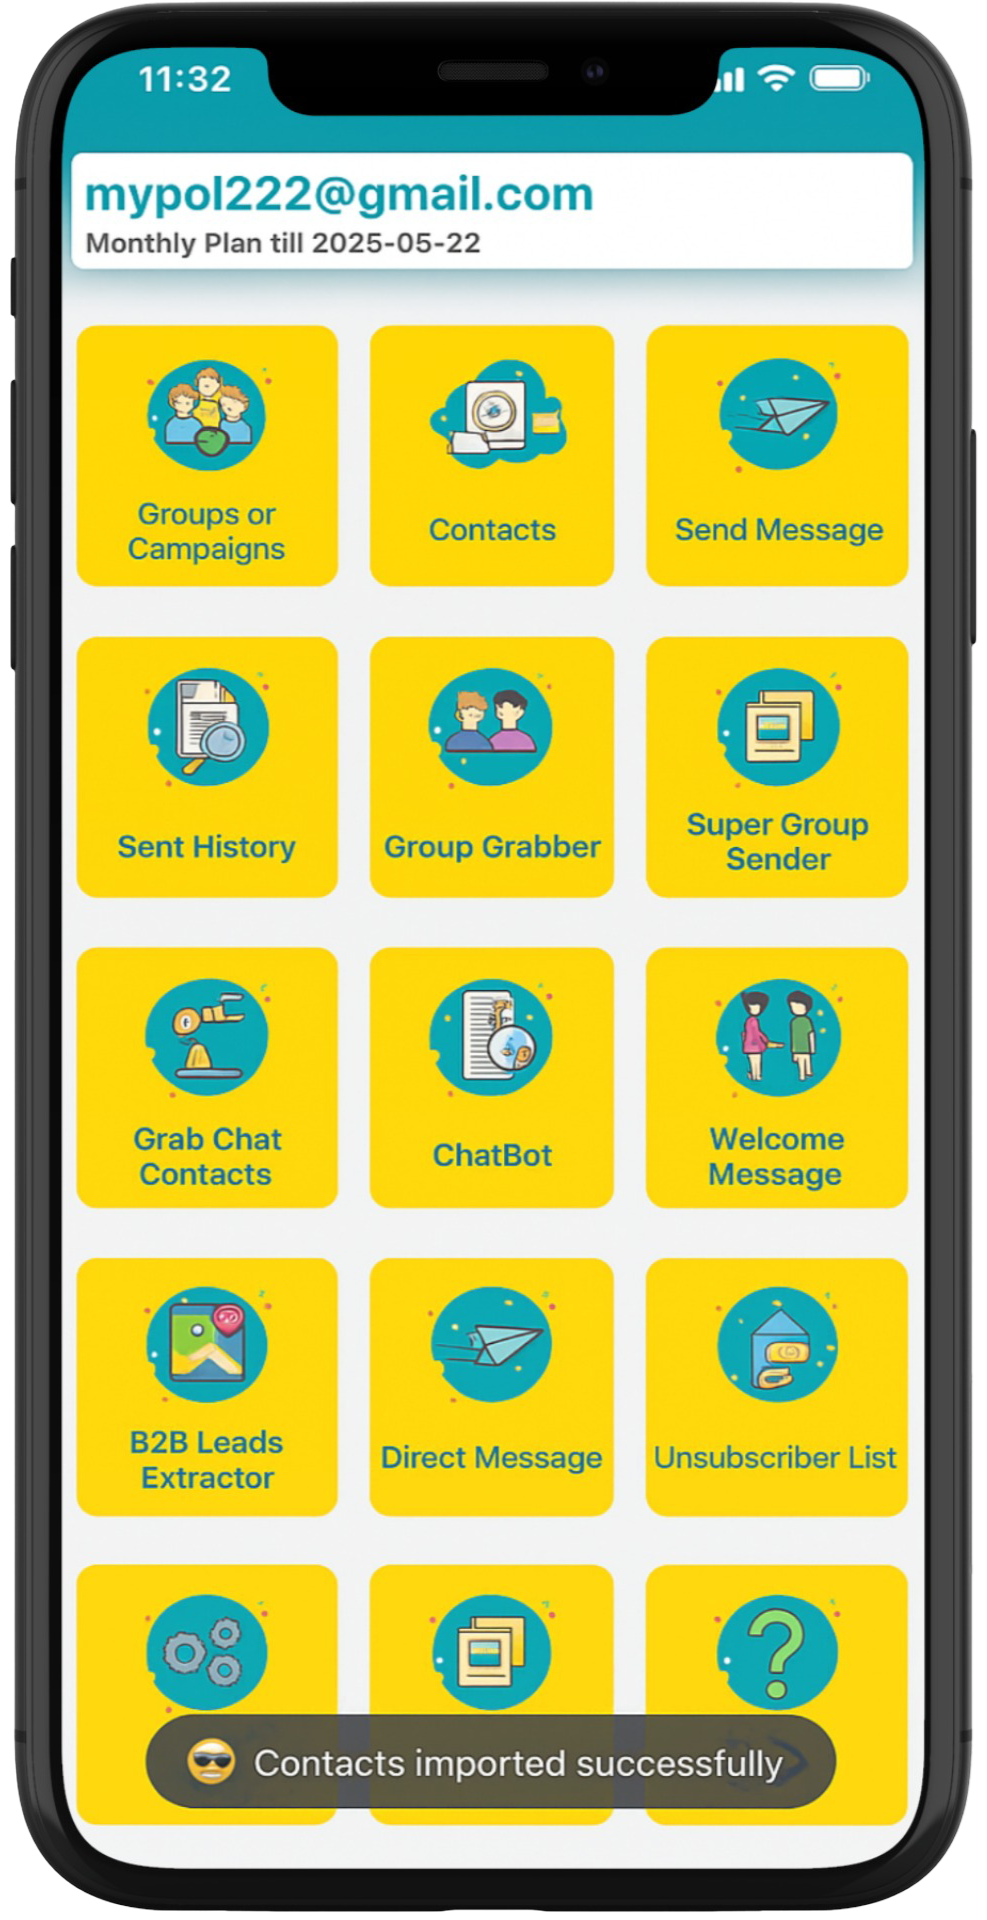 11:32
mypol222@gmail.com
Monthly Plan till 2025-05-22
Groups or
Campaigns
Contacts
Send Message
Sent History
Group Grabber
Super Group
Sender
Grab Chat
Contacts
ChatBot
Welcome
Message
B2B Leads
Extractor
Direct Message
Unsubscriber List
Contacts imported successfully